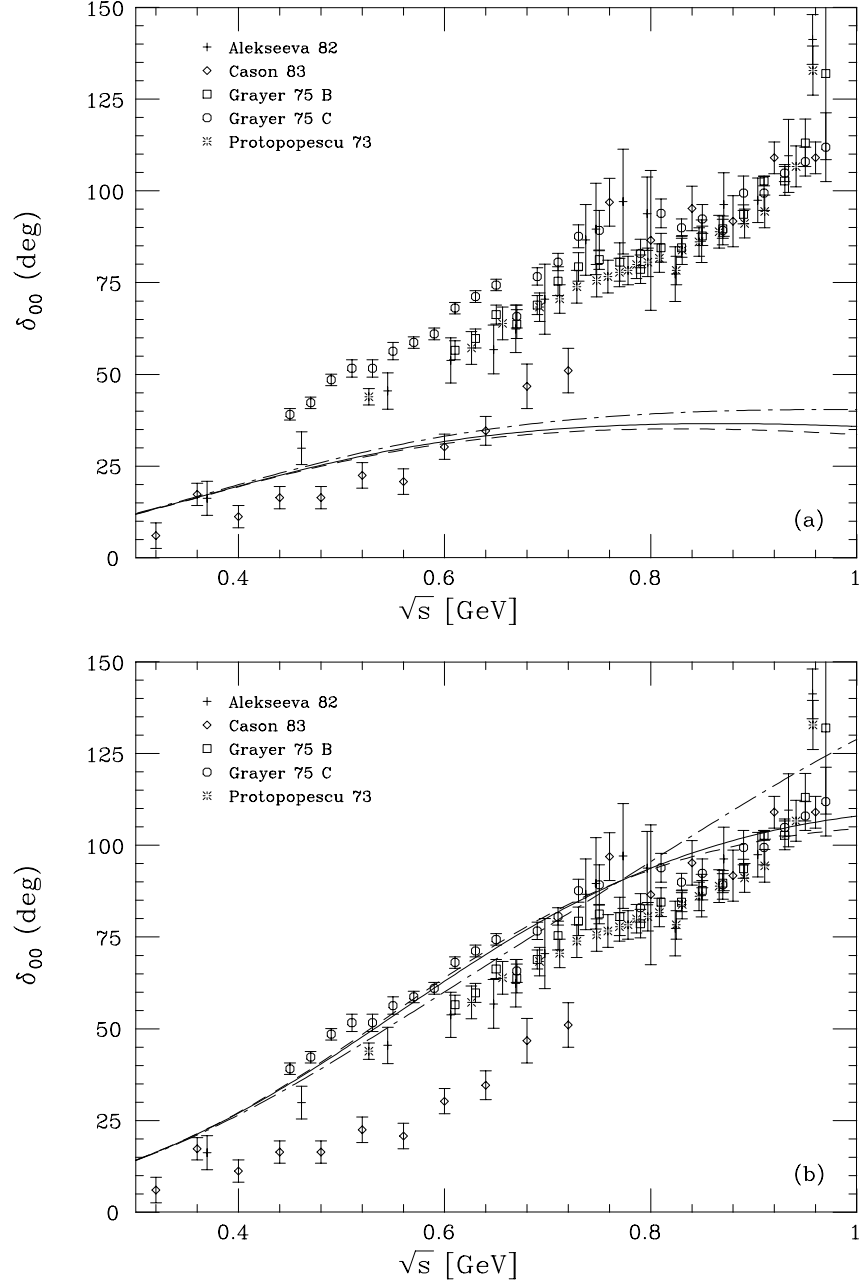 150
125
100
75
50
25
0
δ00 (deg)
Alekseeva 82
Cason 83
Grayer 75 B
Grayer 75 C
Protopopescu 73
(a)
0.4 0.6 0.8 1
√s [GeV]
150
125
100
75
50
25
0
δ00 (deg)
Alekseeva 82
Cason 83
Grayer 75 B
Grayer 75 C
Protopopescu 73
(b)
0.4 0.6 0.8 1
√s [GeV]